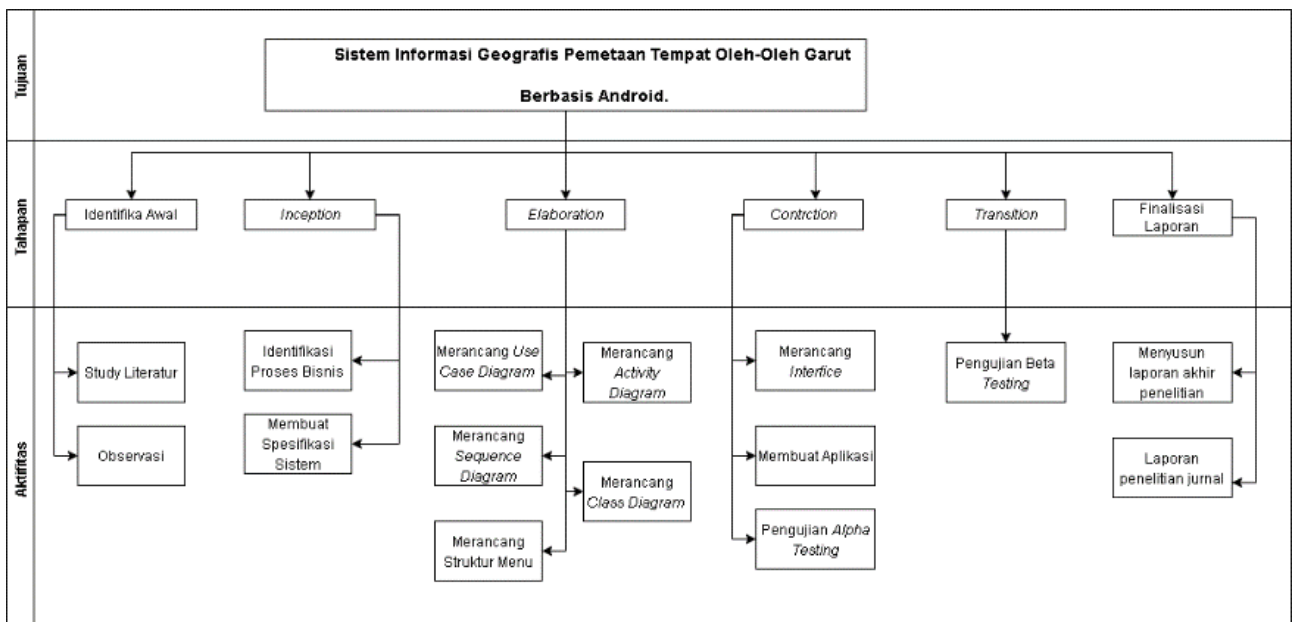 Tujuan
Sistem Informasi Geografis Pemetaan Tempat Oleh-Oleh Garut
Berbasis Android.
Tahapan
Identifika Awal
Inception
Elaboration
Contrction
Transition
Finalisasi
Laporan
Aktifitas
Study Literatur
Observasi
Identifikasi
Proses Bisnis
Membuat
Spesifikasi
Sistem
Merancang Use
Case Diagram
Merancang
Activity
Diagram
Merancang
Sequence
Diagram
Merancang
Class Diagram
Merancang
Struktur Menu
Merancang
Interfice
Membuat Aplikasi
Pengujian Alpha
Testing
Pengujian Beta
Testing
Menyusun
laporan akhir
penelitian
Laporan
penelitian jurnal